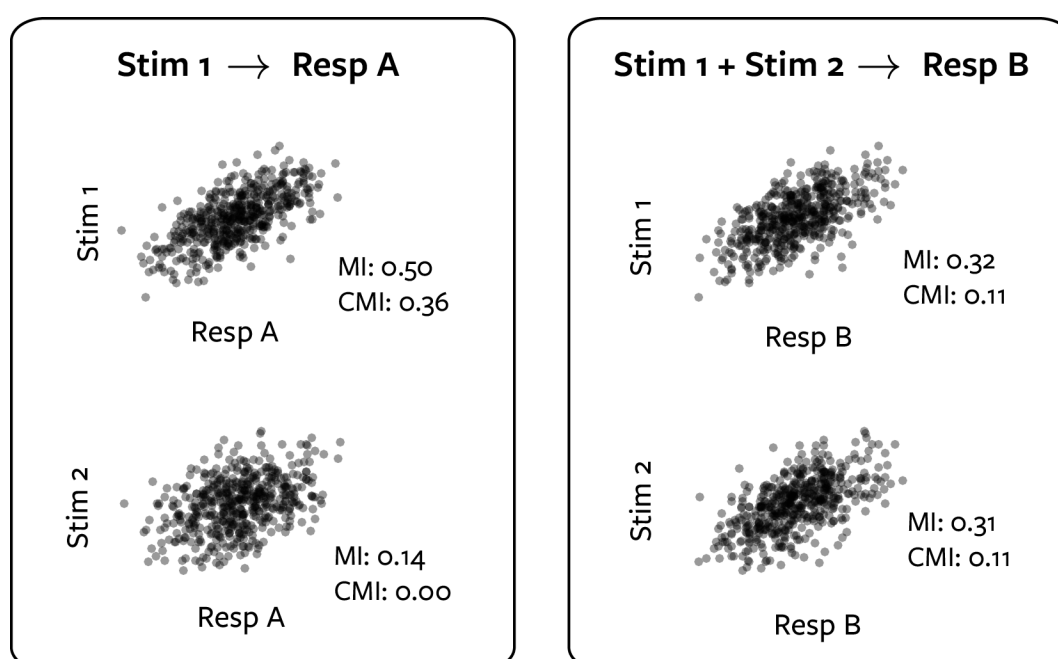 Stim 1 → Resp A
Stim 1
MI: 0.50
CMI: 0.36
Resp A
Stim 2
MI: 0.14
CMI: 0.00
Resp A
Stim 1 + Stim 2 → Resp B
Stim 1
MI: 0.32
CMI: 0.11
Resp B
Stim 2
MI: 0.31
CMI: 0.11
Resp B